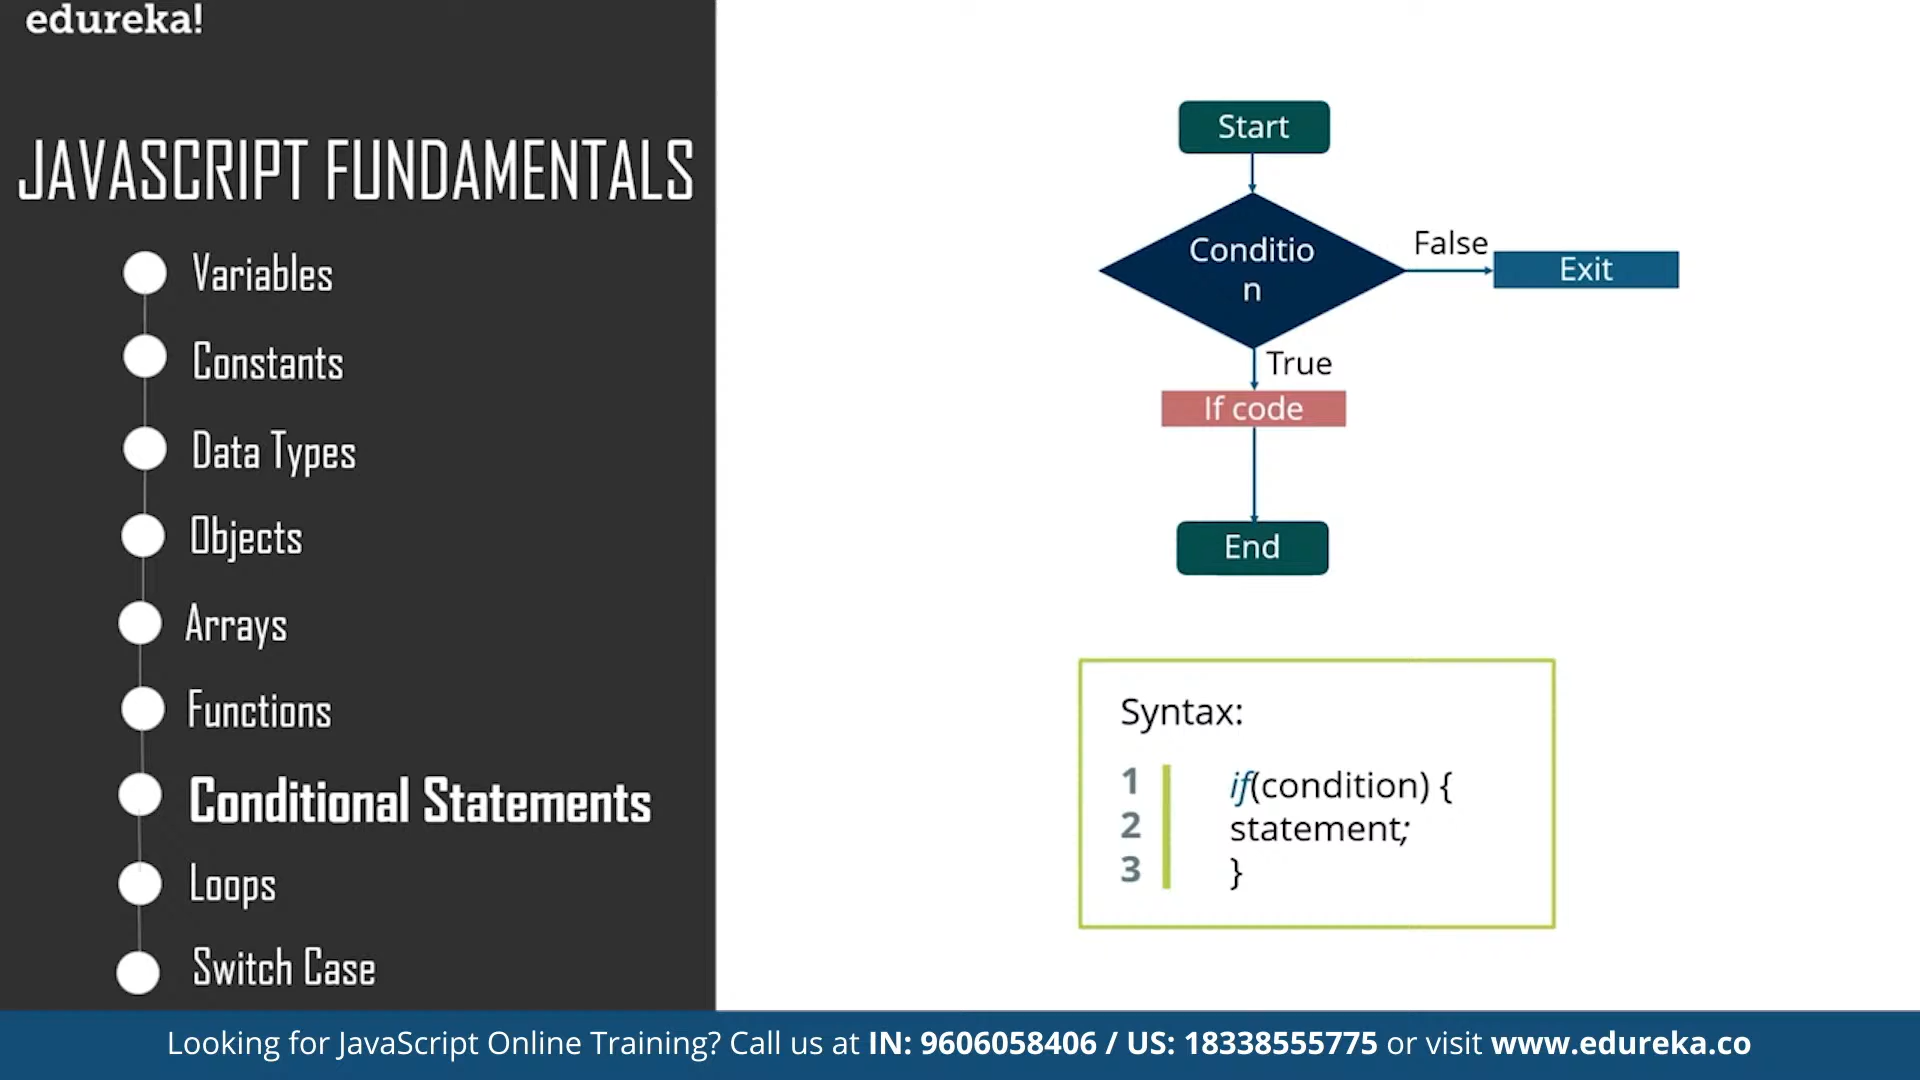 edureka!
JAVASCRIPT FUNDAMENTALS
Variables
Constants
Data Types
Objects
Arrays
Functions
Conditional Statements
Loops
Switch Case
Start
Conditio
n
False
Exit
True
If code
End
Syntax:
1 if(condition) {
2 statement;
3 }
Looking for JavaScript Online Training? Call us at IN: 9606058406 / US: 18338555775 or visit www.edureka.co